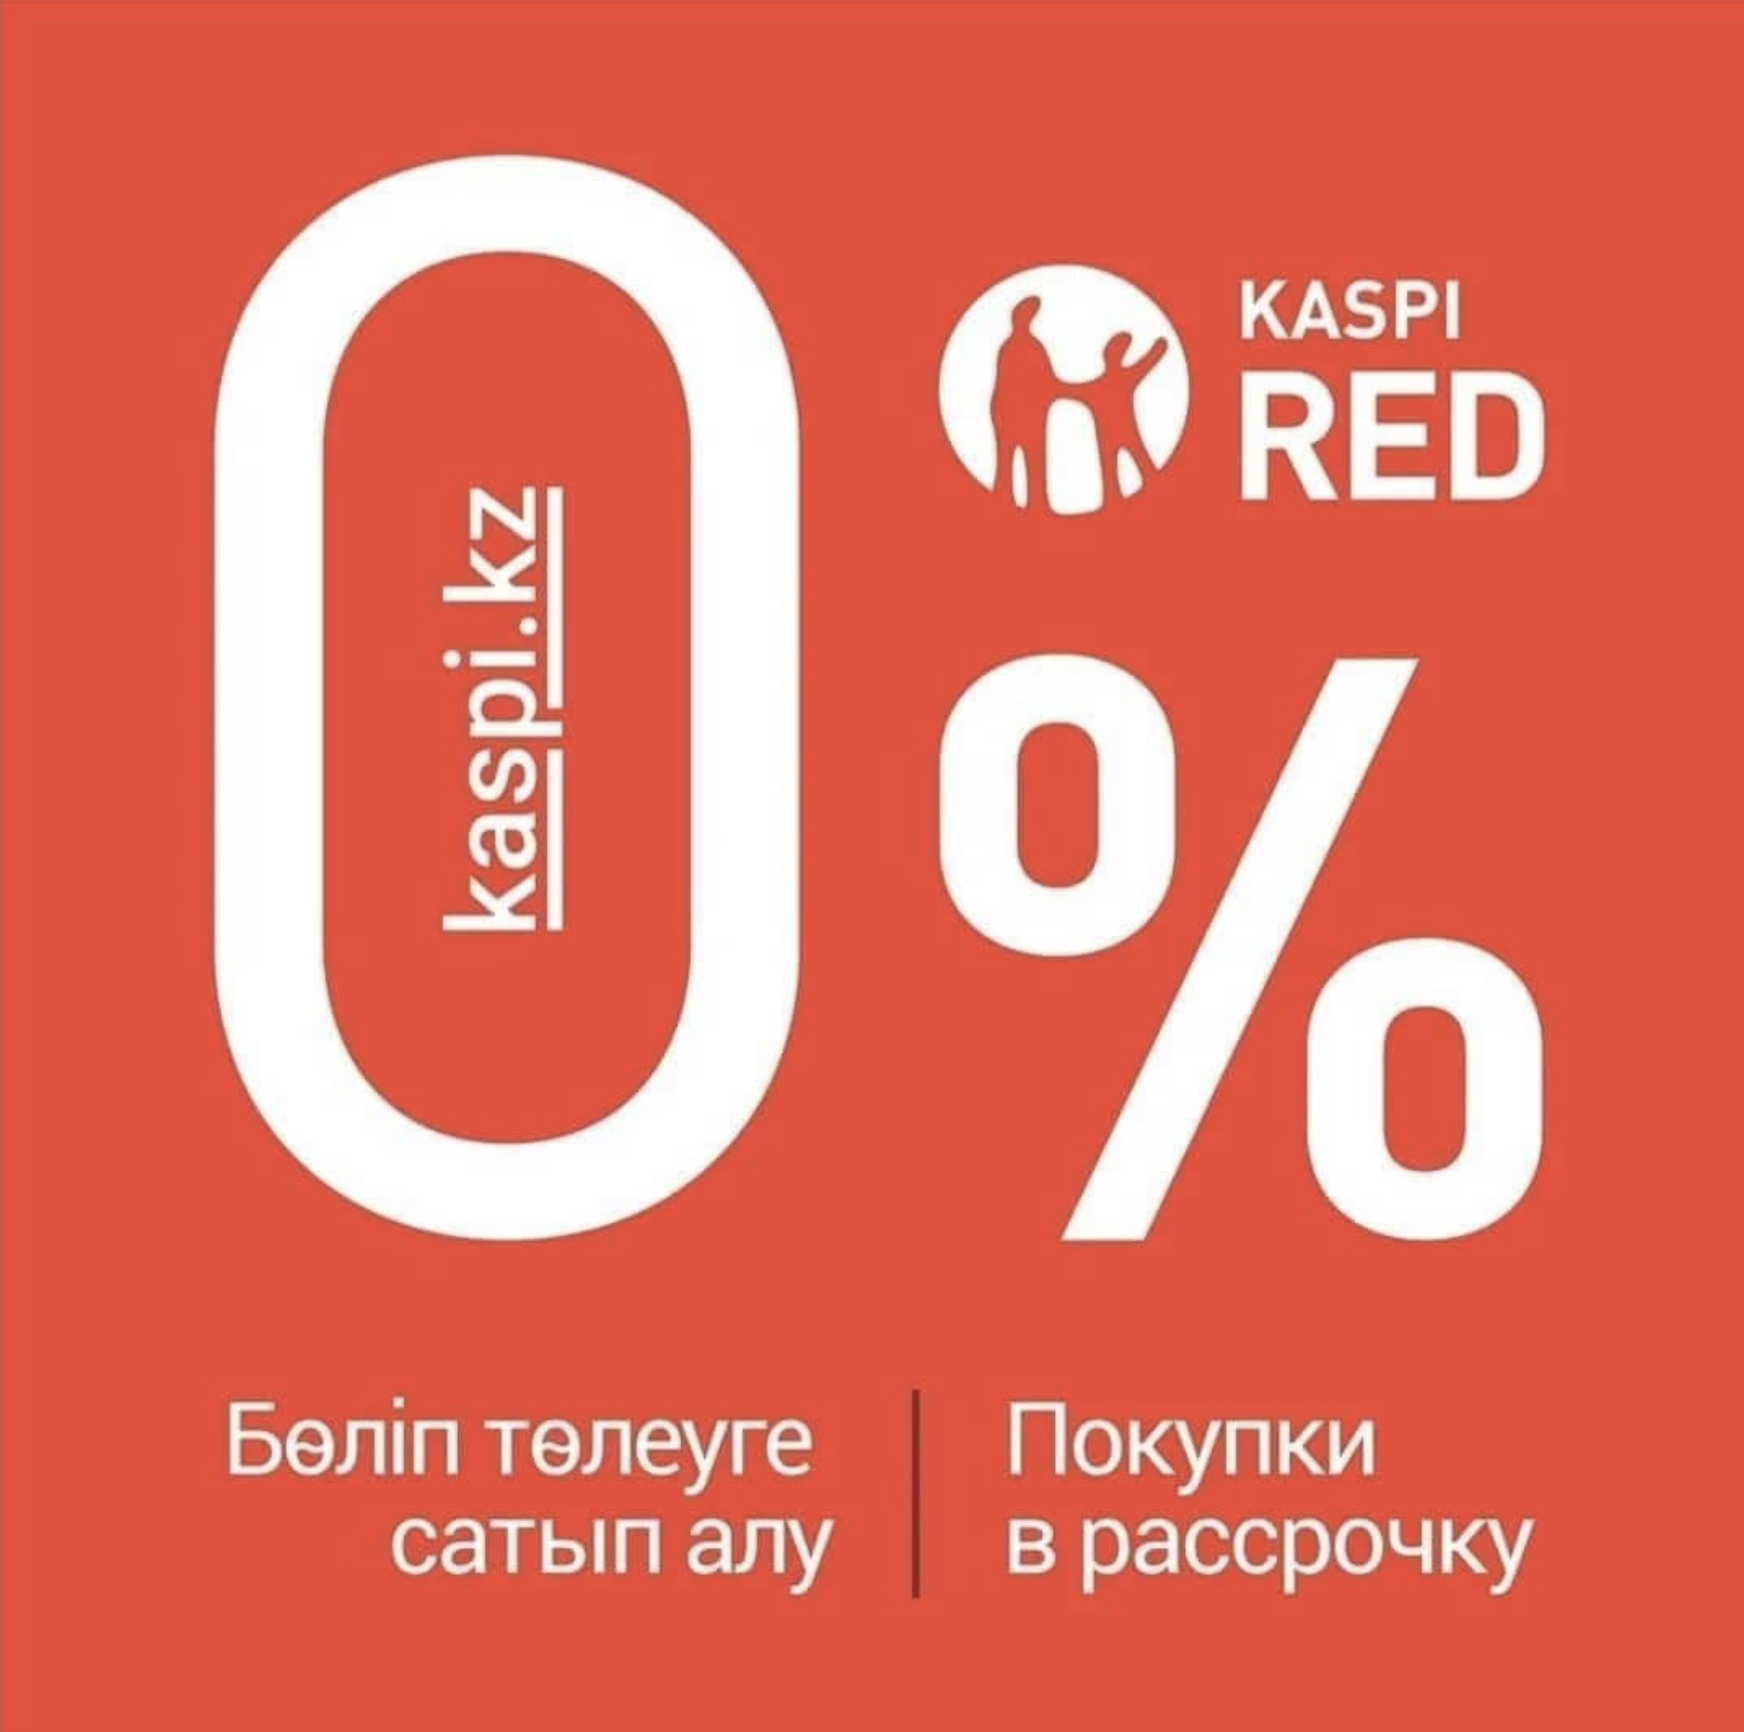 0%
kaspi.kz
KASPI
RED
Бөліп төлеуге
сатып алу
Покупки
в рассрочку